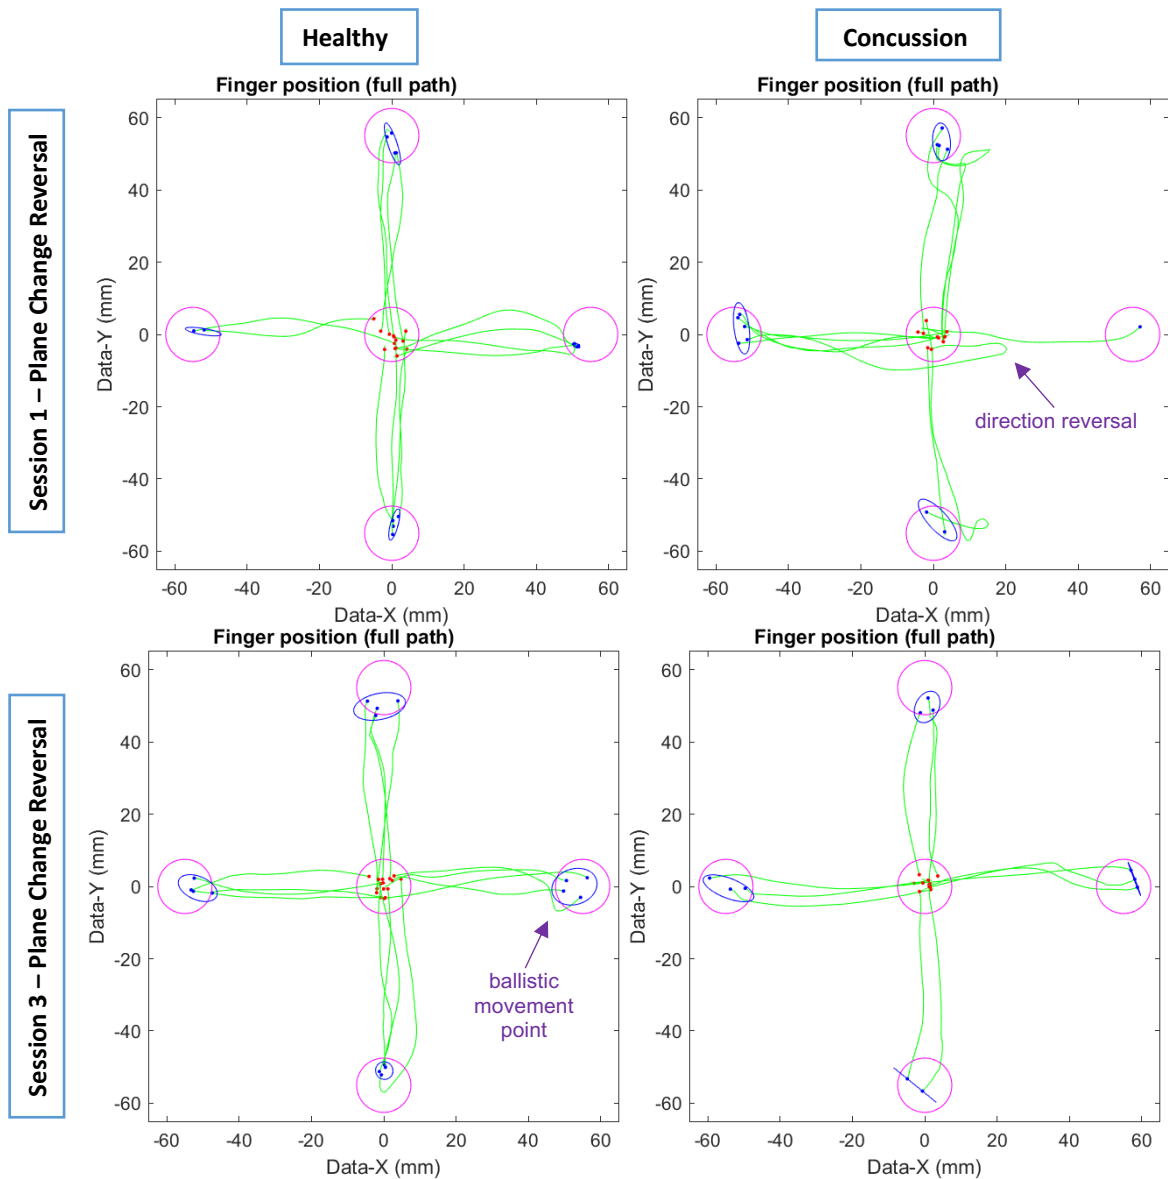 Healthy
Concussion
Session 1 – Plane Change Reversal
Finger position (full path)
Data-Y (mm)
60
40
20
0
-20
-40
-60
-60 -40 -20 0 20 40 60
Data-X (mm)
Finger position (full path)
Data-Y (mm)
60
40
20
0
-20
-40
-60
direction reversal
-60 -40 -20 0 20 40 60
Data-X (mm)
Session 3 – Plane Change Reversal
Finger position (full path)
Data-Y (mm)
60
40
20
0
-20
-40
-60
ballistic
movement
point
-60 -40 -20 0 20 40 60
Data-X (mm)
Finger position (full path)
Data-Y (mm)
60
40
20
0
-20
-40
-60
-60 -40 -20 0 20 40 60
Data-X (mm)